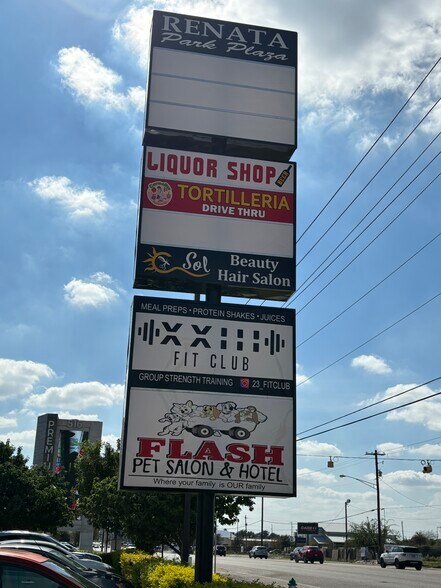 RENATA
Park Plaza
LIQUOR SHOP
TORTILLERIA
DRIVE THRU
Sol Beauty
Hair Salon
MEAL PREPS • PROTEIN SHAKES • JUICES
XXIII
FIT CLUB
GROUP STRENGTH TRAINING 23_FITCLUB
FLASH
PET SALON & HOTEL
Where your family is OUR family
PREMI